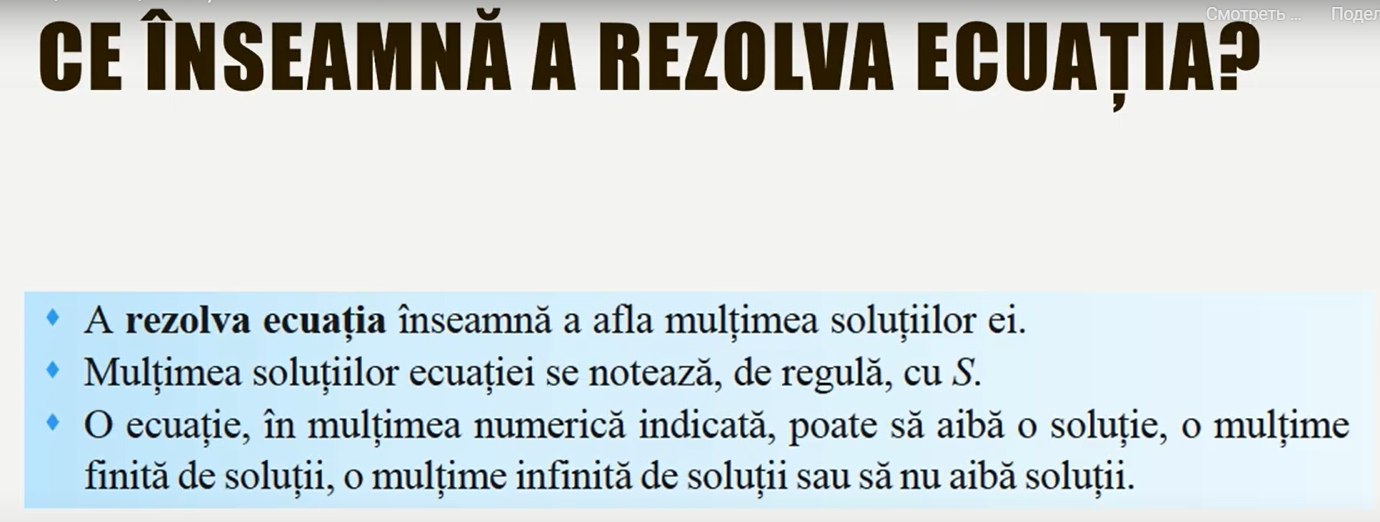 Смотреть ...
CE ÎNSEAMNĂ A REZOLVA ECUAȚIA?
A rezolva ecuația înseamnă a afla mulțimea soluțiilor ei.
Mulțimea soluțiilor ecuației se notează, de regulă, cu S.
O ecuație, în mulțimea numerică indicată, poate să aibă o soluție, o mulțime
finită de soluții, o mulțime infinită de soluții sau să nu aibă soluții.